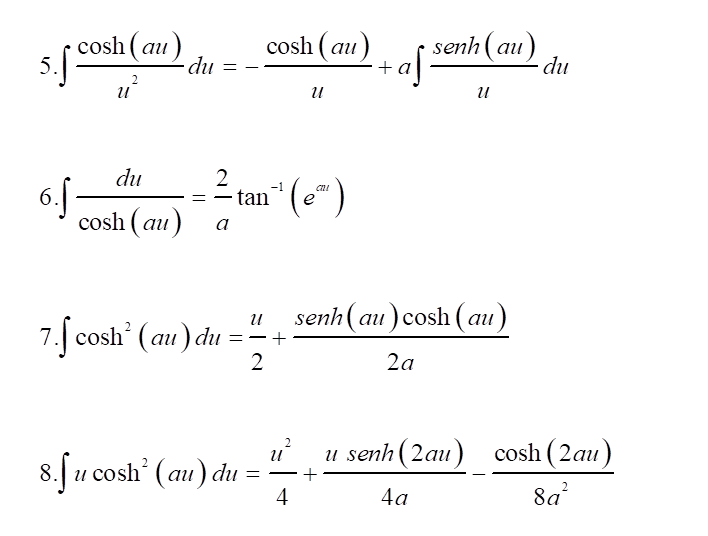 5. ∫ cosh(au)/u² du = − cosh(au)/u + a ∫ senh(au)/u du
6. ∫ du/cosh(au) = 2/a tan⁻¹(eᵃᵘ)
7. ∫ cosh²(au) du = u/2 + senh(au)cosh(au)/2a
8. ∫ u cosh²(au) du = u²/4 + u senh(2au)/4a − cosh(2au)/8a²